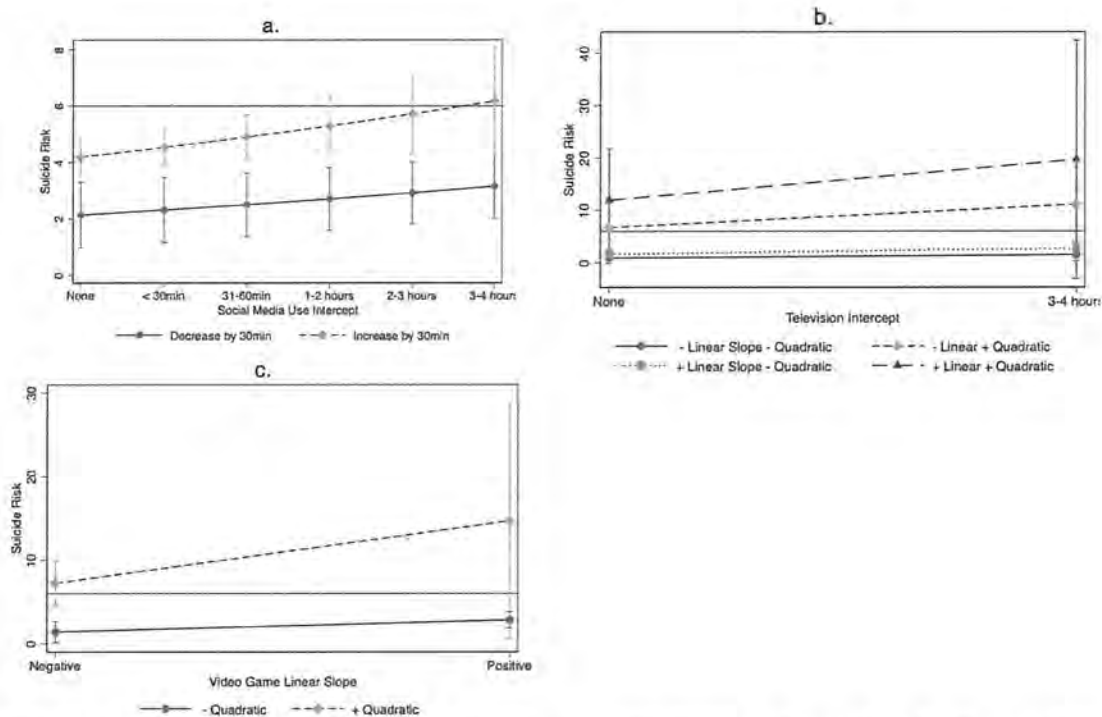 a.
8
6
4
2
0
Suicide Risk
None < 30min 31-60min 1-2 hours 2-3 hours 3-4 hours
Social Media Use Intercept
Decrease by 30min Increase by 30min
b.
40
30
20
10
0
Suicide Risk
None 3-4 hours
Television Intercept
- Linear Slope - Quadratic - Linear + Quadratic
+ Linear Slope - Quadratic + Linear + Quadratic
c.
30
20
10
0
Suicide Risk
Negative Positive
Video Game Linear Slope
- Quadratic + Quadratic